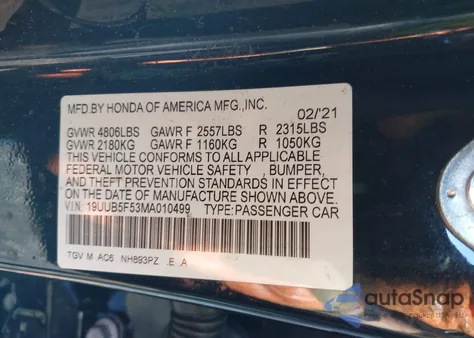 MFD.BY HONDA OF AMERICA MFG.,INC. 02/'21
GVWR 4806LBS GAWR F 2557LBS R 2315LBS
GVWR 2180KG GAWR F 1160KG R 1050KG
THIS VEHICLE CONFORMS TO ALL APPLICABLE
FEDERAL MOTOR VEHICLE SAFETY , BUMPER,
AND THEFT PREVENTION STANDARDS IN EFFECT
ON THE DATE OF MANUFACTURE SHOWN ABOVE.
V.I.N. 19UUB5F53MA010499 TYPE:PASSENGER CAR
TGV M AC6 NH893PZ .E .A
autoSnap